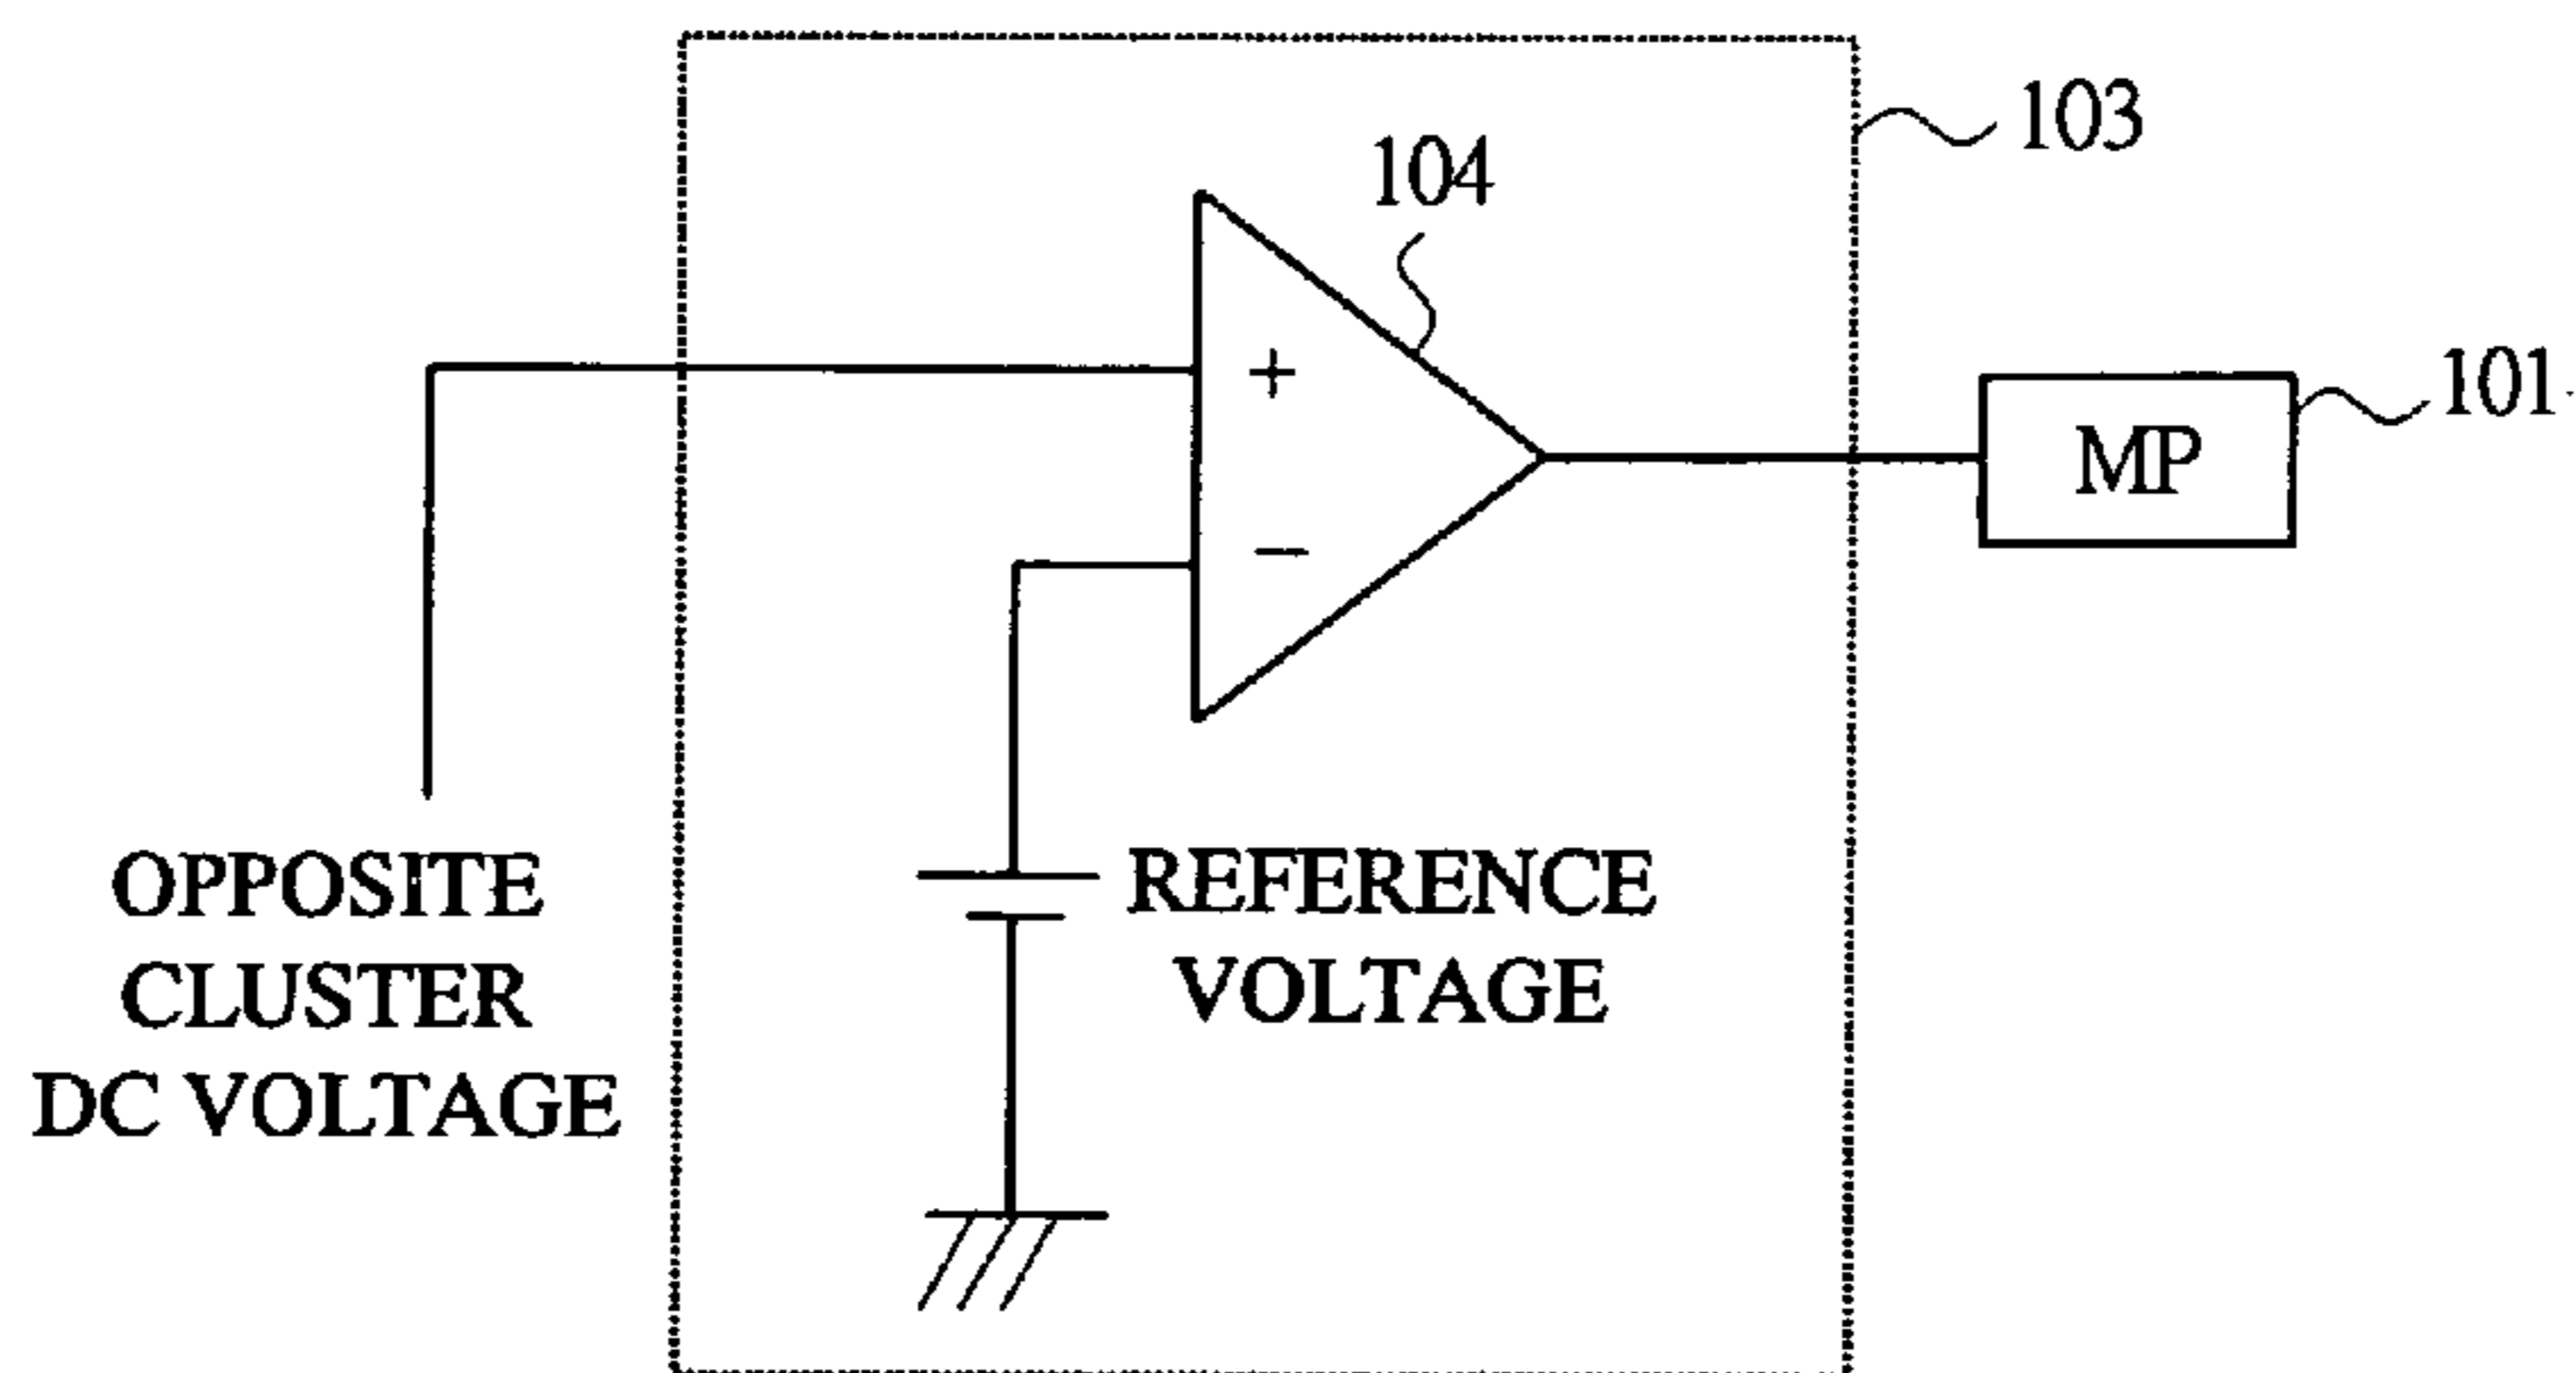 103
104
101
+
MP
−
OPPOSITE
CLUSTER
DC VOLTAGE
REFERENCE
VOLTAGE